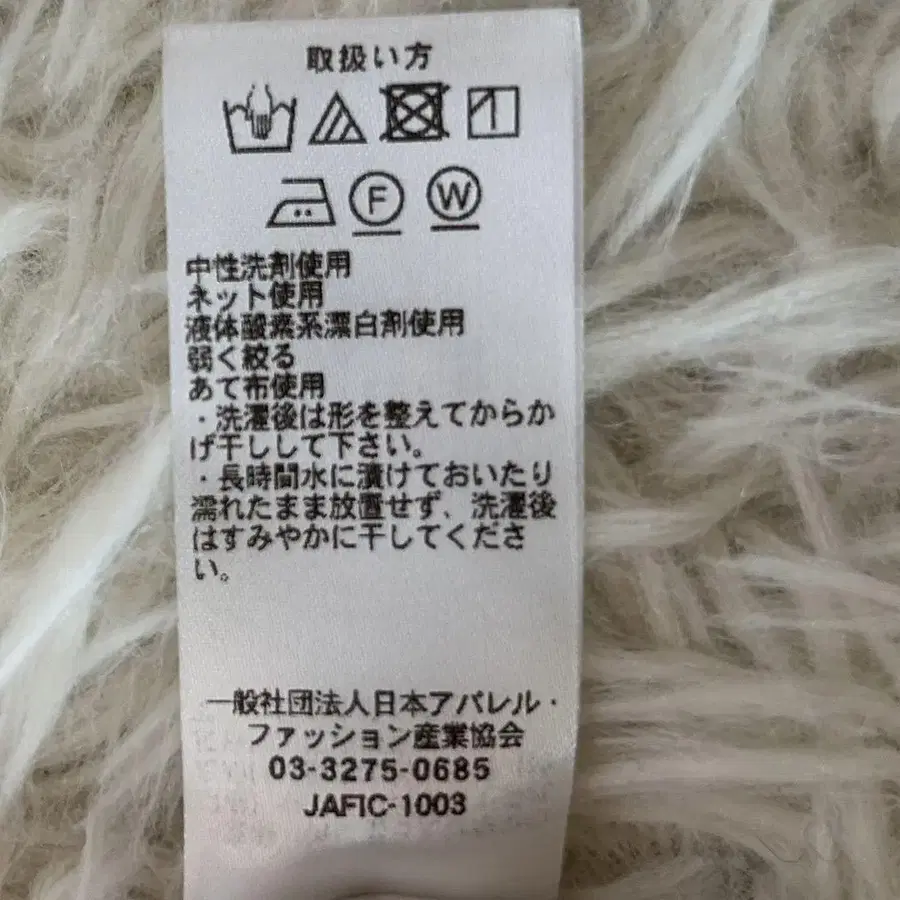 取扱い方
F W
中性洗剤使用
ネット使用
液体酸素系漂白剤使用
弱く絞る
あて布使用
・洗濯後は形を整えてからか
げ干しして下さい。
・長時間水に漬けておいたり
濡れたまま放置せず、洗濯後
はすみやかに干してくださ
い。
一般社団法人日本アパレル・
ファッション産業協会
03-3275-0685
JAFIC-1003